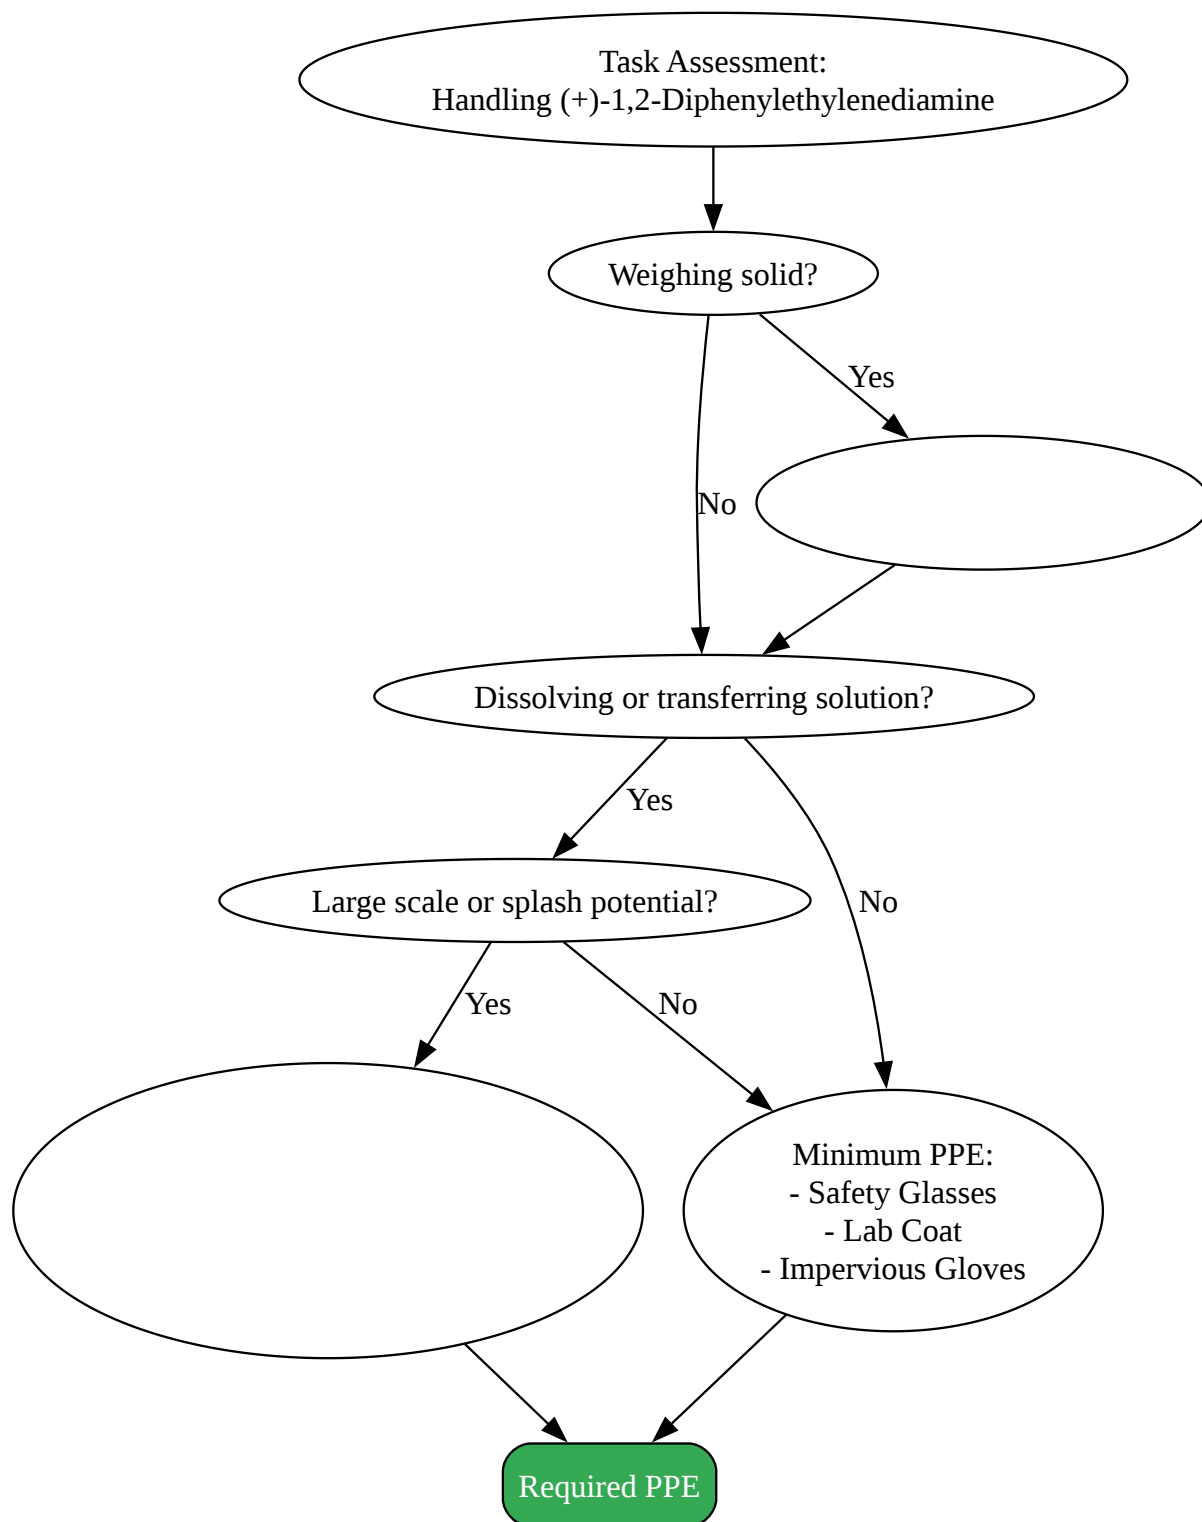 Task Assessment:
Handling (+)-1,2-Diphenylethylenediamine
Weighing solid?
Yes
No
Dissolving or transferring solution?
Yes
No
Large scale or splash potential?
Yes
No
Minimum PPE:
- Safety Glasses
- Lab Coat
- Impervious Gloves
Required PPE